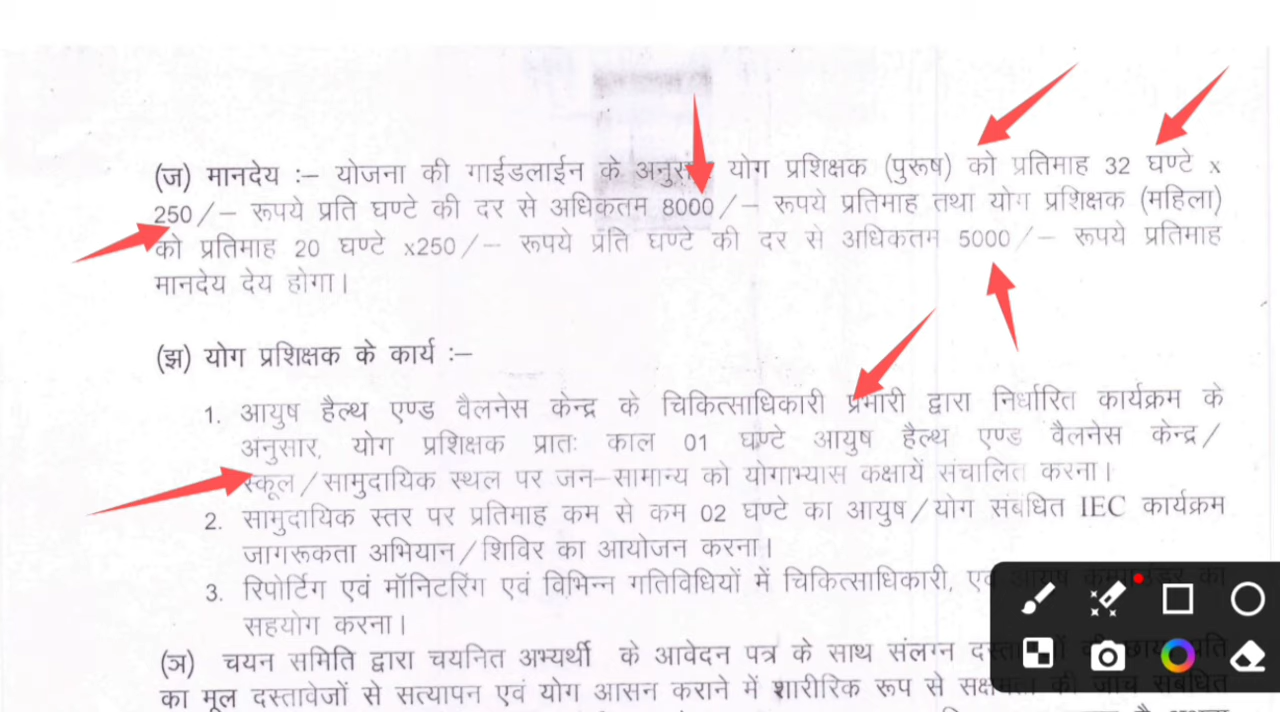 (ज) मानदेय :– योजना की गाईडलाईन के योग प्रशिक्षक (पुरूष) को प्रतिमाह 32 घण्टे x
250/– रूपये प्रति घण्टे की दर से अधिकतम 8000/– रूपये प्रतिमाह तथा योग प्रशिक्षक (महिला)
को प्रतिमाह 20 घण्टे x250/– रूपये प्रति घण्टे की दर से अधिकतम 5000/– रूपये प्रतिमाह
मानदेय देय होगा।
(झ) योग प्रशिक्षक के कार्य :–
1. आयुष हैल्थ एण्ड वैलनेस केन्द्र के चिकित्साधिकारी प्रभारी द्वारा निर्धारित कार्यक्रम के
अनुसार, योग प्रशिक्षक प्रातः काल 01 घण्टे आयुष हैल्थ एण्ड वैलनेस केन्द्र/
स्कूल/सामुदायिक स्थल पर जन–सामान्य को योगाभ्यास कक्षायें संचालित करना।
2. सामुदायिक स्तर पर प्रतिमाह कम से कम 02 घण्टे का आयुष/योग संबंधित IEC कार्यक्रम
जागरूकता अभियान/शिविर का आयोजन करना।
3. रिपोर्टिग एवं मॉनिटरिंग एवं विभिन्न गतिविधियों में चिकित्साधिकारी,
सहयोग करना।
(ञ) चयन समिति द्वारा चयनित अभ्यर्थी के आवेदन पत्र के साथ संलग्न
का मूल दस्तावेजों से सत्यापन एवं योग आसन कराने में शारीरिक रूप से